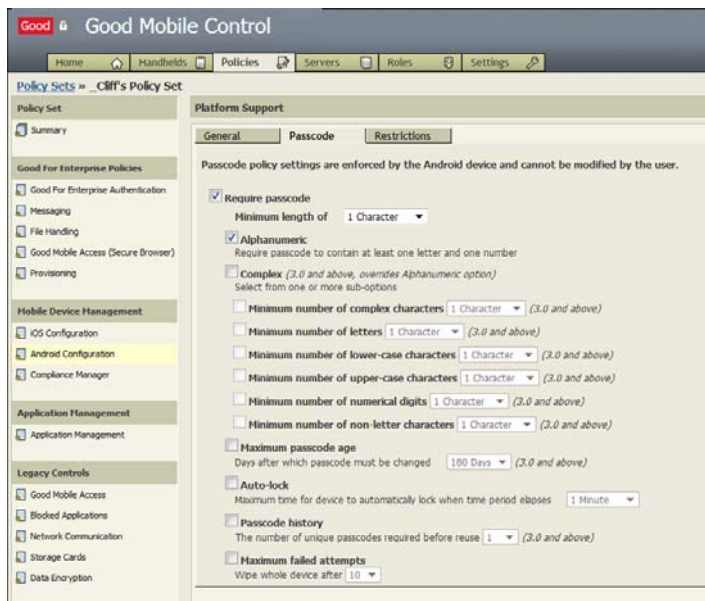 Good Good Mobile Control
Home Handhelds Policies Servers Roles Settings
Policy Sets » _Cliff's Policy Set
Policy Set
Summary
Good For Enterprise Policies
Good For Enterprise Authentication
Messaging
File Handling
Good Mobile Access (Secure Browser)
Provisioning
Mobile Device Management
iOS Configuration
Android Configuration
Compliance Manager
Application Management
Application Management
Legacy Controls
Good Mobile Access
Blocked Applications
Network Communication
Storage Cards
Data Encryption
Platform Support
General Passcode Restrictions
Passcode policy settings are enforced by the Android device and cannot be modified by the user.
Require passcode
Minimum length of 1 Character
Alphanumeric
Require passcode to contain at least one letter and one number
Complex (3.0 and above, overrides Alphanumeric option)
Select from one or more sub-options
Minimum number of complex characters 1 Character (3.0 and above)
Minimum number of letters 1 Character (3.0 and above)
Minimum number of lower-case characters 1 Character (3.0 and above)
Minimum number of upper-case characters 1 Character (3.0 and above)
Minimum number of numerical digits 1 Character (3.0 and above)
Minimum number of non-letter characters 1 Character (3.0 and above)
Maximum passcode age
Days after which passcode must be changed 180 Days (3.0 and above)
Auto-lock
Maximum time for device to automatically lock when time period elapses 1 Minute
Passcode history
The number of unique passcodes required before reuse 1 (3.0 and above)
Maximum failed attempts
Wipe whole device after 10